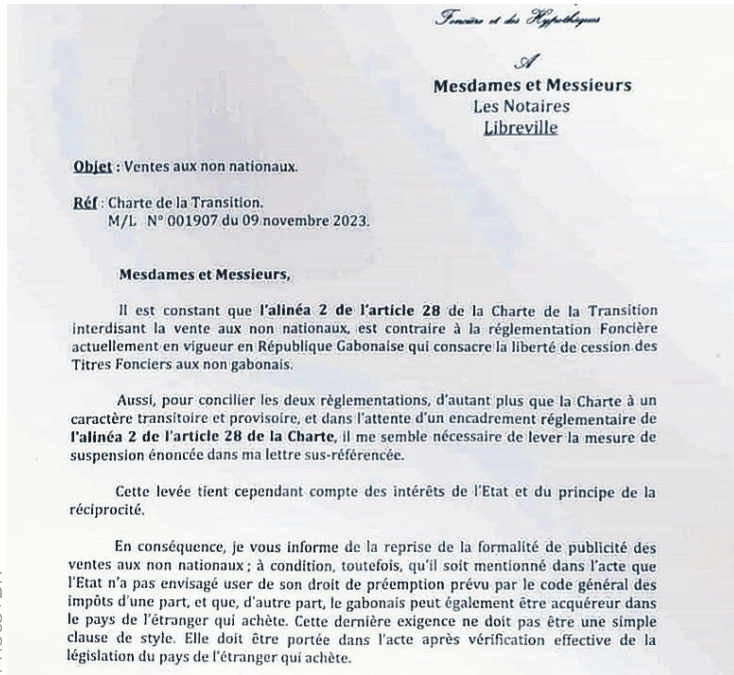 Foncière et des Hypothèques
A
Mesdames et Messieurs
Les Notaires
Libreville
Objet : Ventes aux non nationaux.
Réf : Charte de la Transition.
M/L N° 001907 du 09 novembre 2023.
Mesdames et Messieurs,
Il est constant que l'alinéa 2 de l'article 28 de la Charte de la Transition
interdisant la vente aux non nationaux, est contraire à la réglementation Foncière
actuellement en vigueur en République Gabonaise qui consacre la liberté de cession des
Titres Fonciers aux non gabonais.
Aussi, pour concilier les deux règlementations, d'autant plus que la Charte à un
caractère transitoire et provisoire, et dans l'attente d'un encadrement réglementaire de
l'alinéa 2 de l'article 28 de la Charte, il me semble nécessaire de lever la mesure de
suspension énoncée dans ma lettre sus-référencée.
Cette levée tient cependant compte des intérêts de l'Etat et du principe de la
réciprocité.
En conséquence, je vous informe de la reprise de la formalité de publicité des
ventes aux non nationaux ; à condition, toutefois, qu'il soit mentionné dans l'acte que
l'Etat n'a pas envisagé user de son droit de préemption prévu par le code général des
impôts d'une part, et que, d'autre part, le gabonais peut également être acquéreur dans
le pays de l'étranger qui achète. Cette dernière exigence ne doit pas être une simple
clause de style. Elle doit être portée dans l'acte après vérification effective de la
législation du pays de l'étranger qui achète.